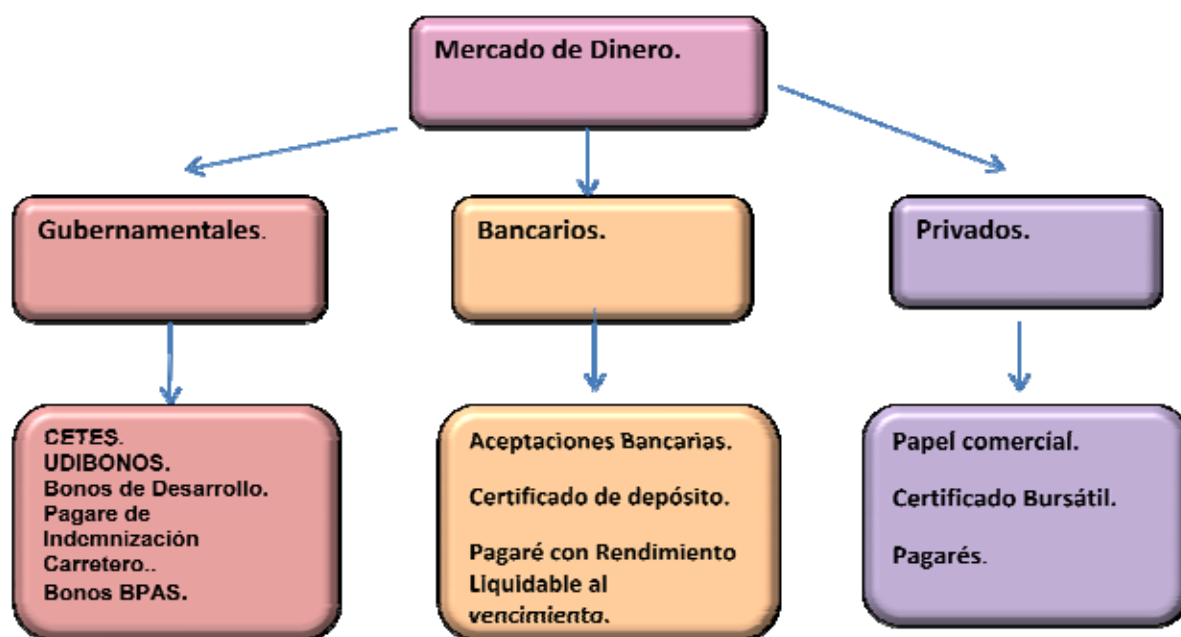 Mercado de Dinero.
Gubernamentales.
Bancarios.
Privados.
CETES.
UDIBONOS.
Bonos de Desarrollo.
Pagare de
Indemnización
Carretero..
Bonos BPAS.
Aceptaciones Bancarias.
Certificado de depósito.
Pagaré con Rendimiento
Liquidable al
vencimiento.
Papel comercial.
Certificado Bursátil.
Pagarés.